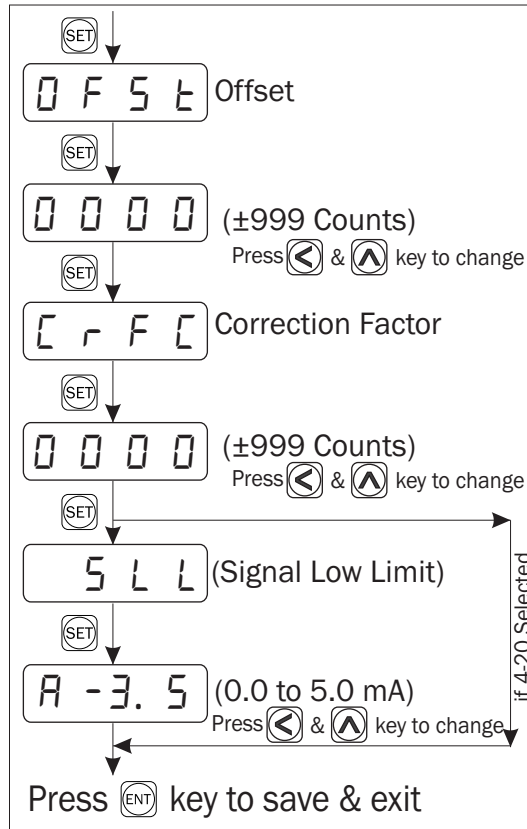 SET
OFSt Offset
SET
0000 (±999 Counts)
Press < & ∧ key to change
SET
CrFC Correction Factor
SET
0000 (±999 Counts)
Press < & ∧ key to change
SET
SLL (Signal Low Limit)
if 4-20 Selected
SET
A -3. 5 (0.0 to 5.0 mA)
Press < & ∧ key to change
Press ENT key to save & exit